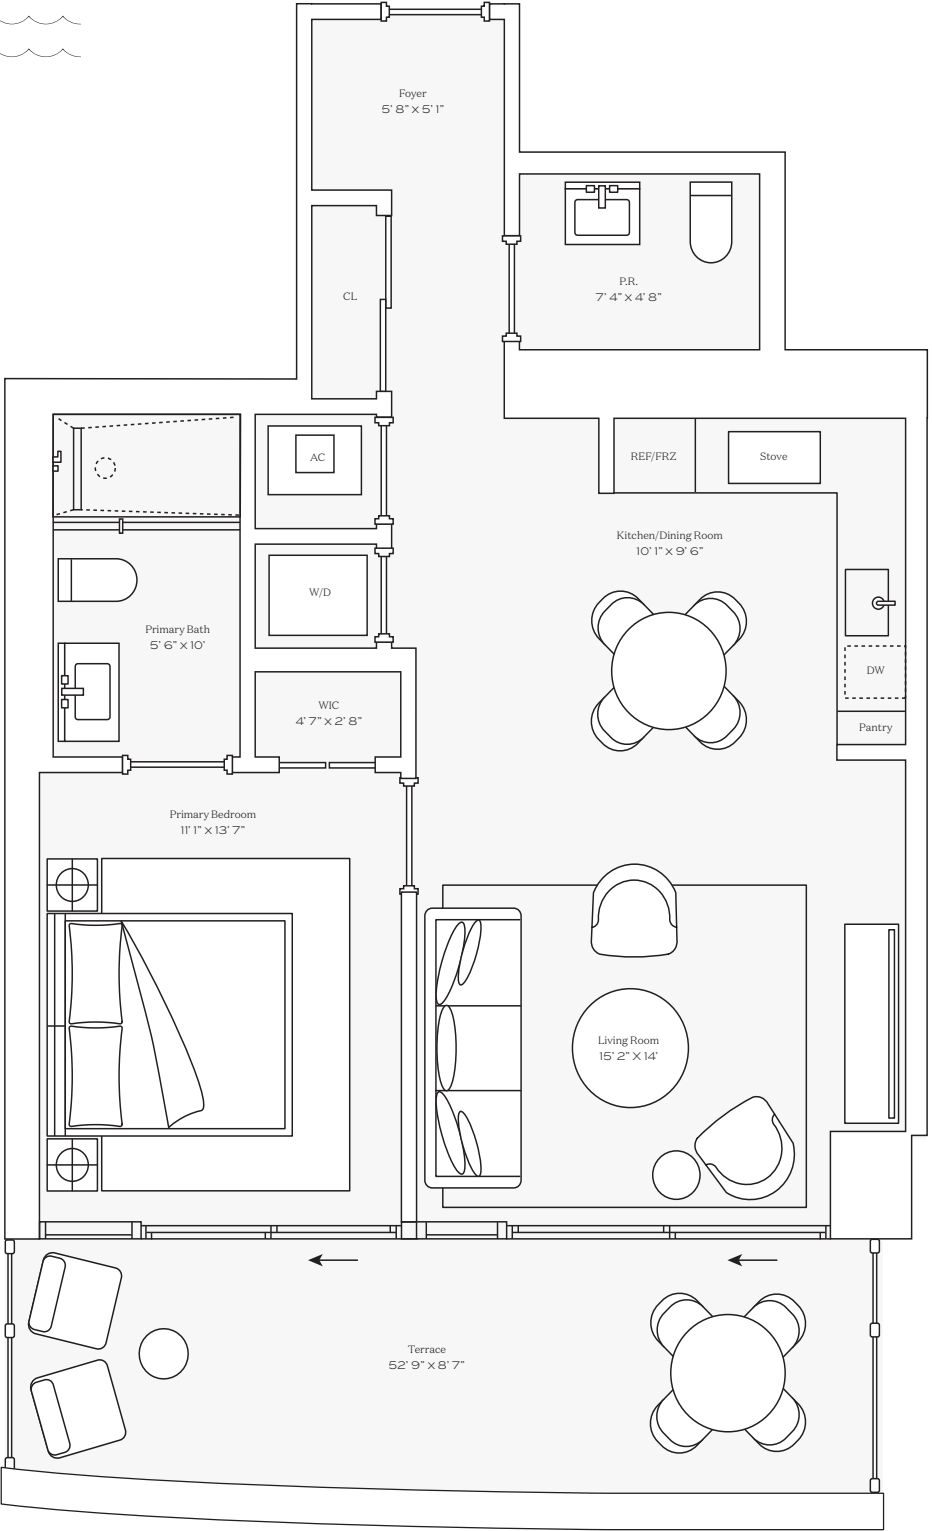 Foyer
5' 8" X 5' 1"
P.R.
7' 4" X 4' 8"
CL
AC
REF/FRZ
Stove
Kitchen/Dining Room
10' 1" X 9' 6"
W/D
Primary Bath
5' 6" X 10'
DW
WIC
4' 7" X 2' 8"
Pantry
Primary Bedroom
11' 1" X 13' 7"
Living Room
15' 2" X 14'
Terrace
52' 9" X 8' 7"